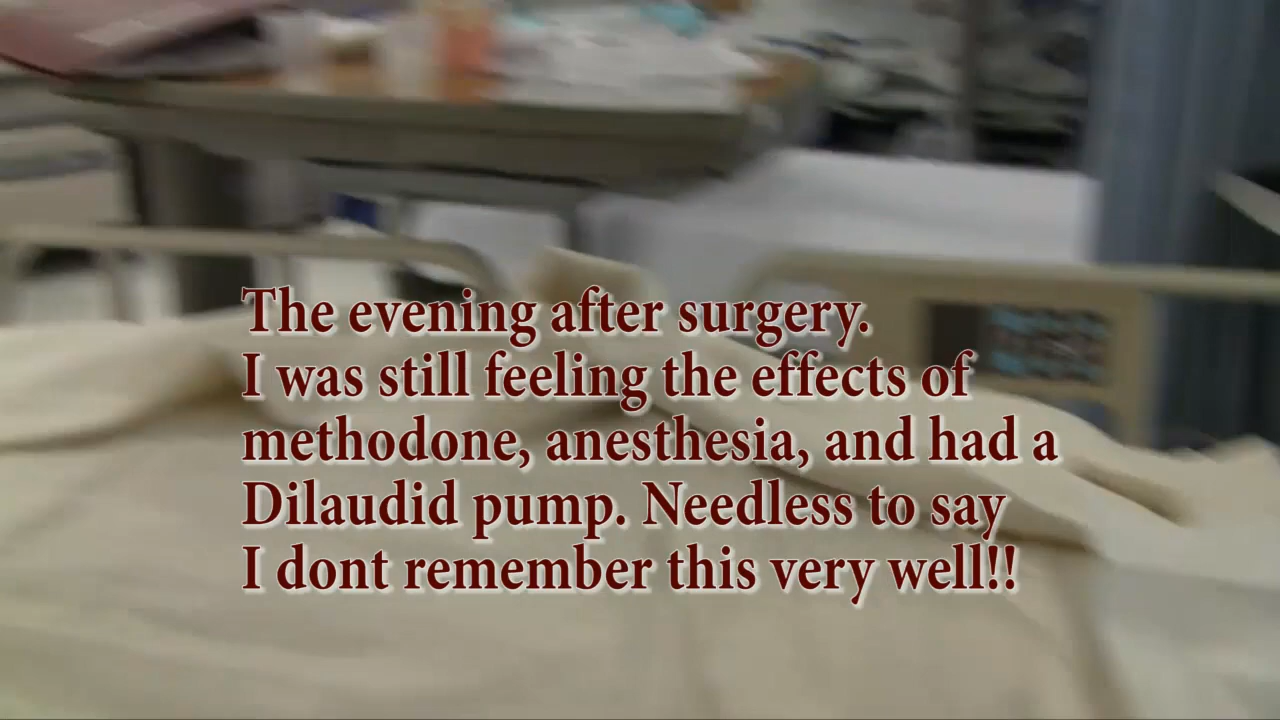 The evening after surgery.
I was still feeling the effects of
methodone, anesthesia, and had a
Dilaudid pump. Needless to say
I dont remember this very well!!